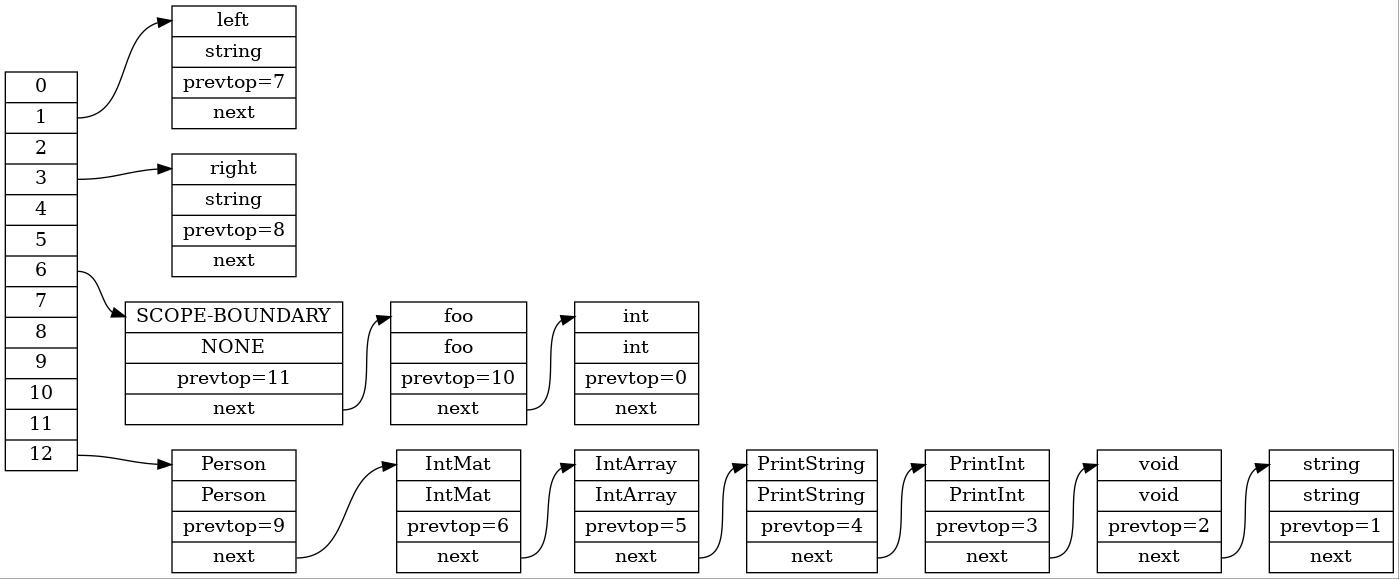 0
1
2
3
4
5
6
7
8
9
10
11
12
left
string
prevtop=7
next
right
string
prevtop=8
next
SCOPE-BOUNDARY
NONE
prevtop=11
next
foo
foo
prevtop=10
next
int
int
prevtop=0
next
Person
Person
prevtop=9
next
IntMat
IntMat
prevtop=6
next
IntArray
IntArray
prevtop=5
next
PrintString
PrintString
prevtop=4
next
PrintInt
PrintInt
prevtop=3
next
void
void
prevtop=2
next
string
string
prevtop=1
next